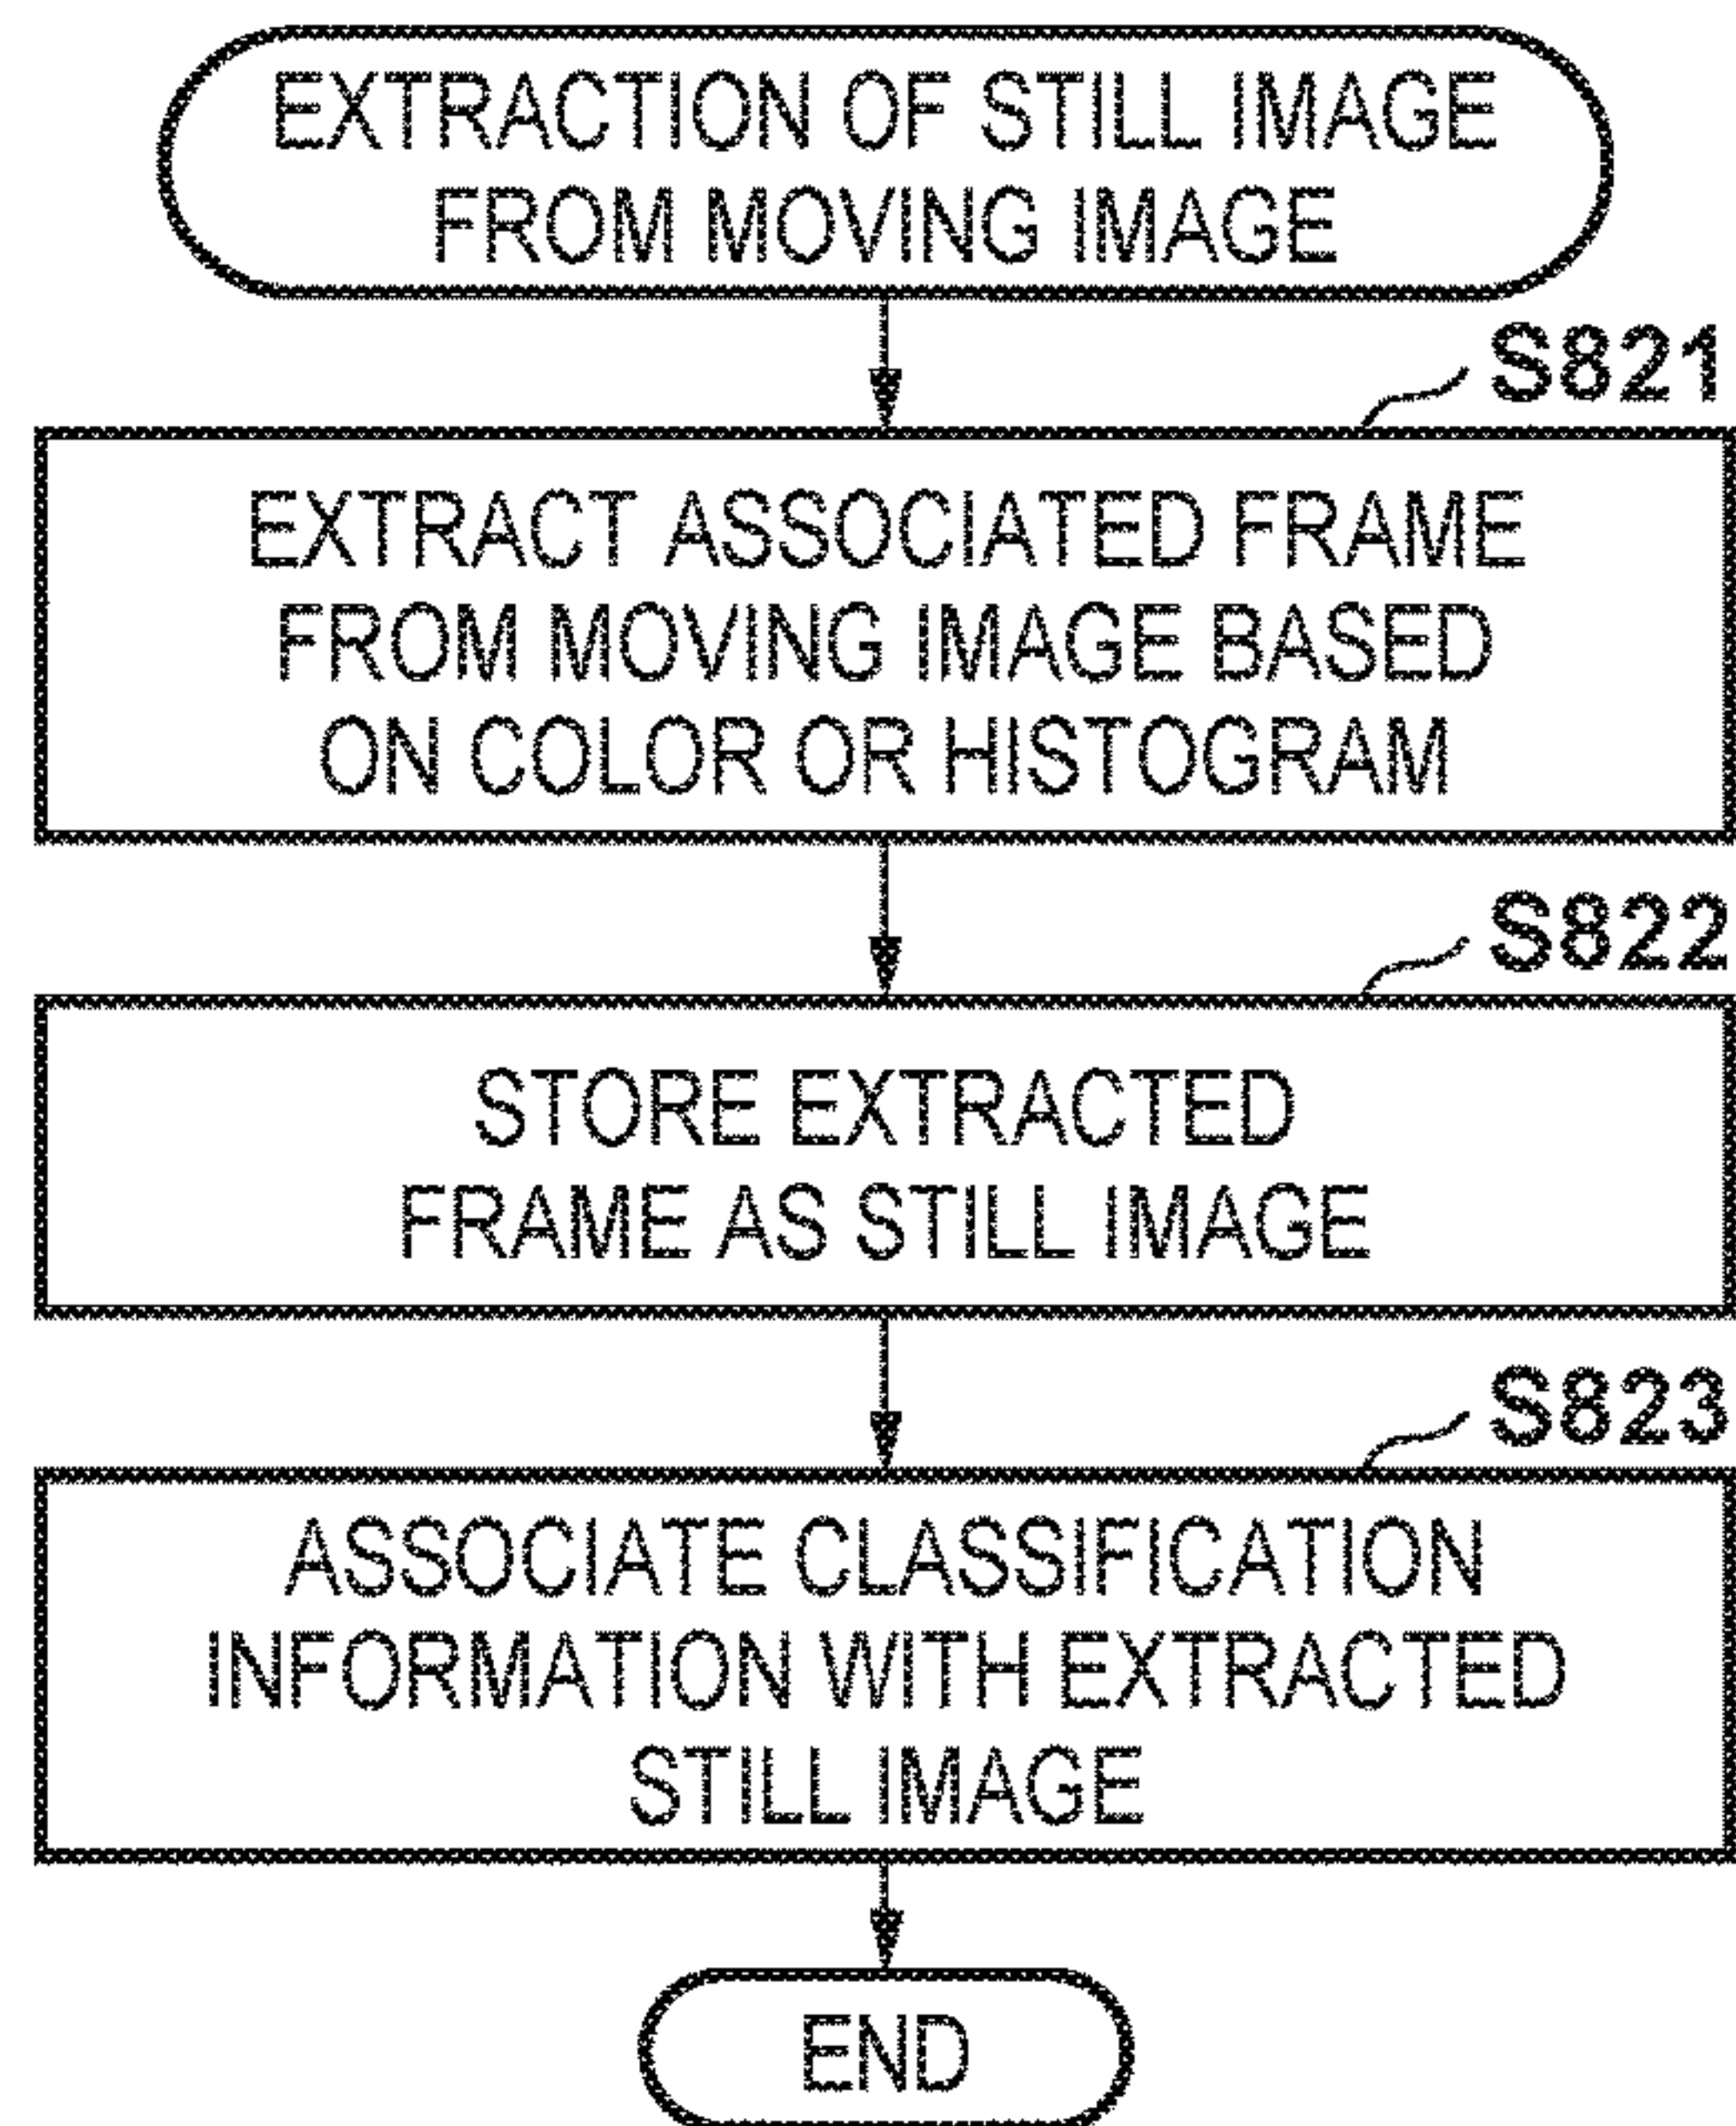 EXTRACTION OF STILL IMAGE
FROM MOVING IMAGE
S821
EXTRACT ASSOCIATED FRAME
FROM MOVING IMAGE BASED
ON COLOR OR HISTOGRAM
S822
STORE EXTRACTED
FRAME AS STILL IMAGE
S823
ASSOCIATE CLASSIFICATION
INFORMATION WITH EXTRACTED
STILL IMAGE
END